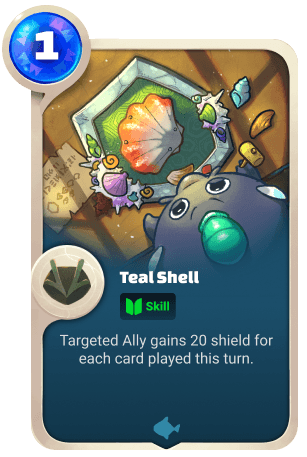 1
Teal Shell
Skill
Targeted Ally gains 20 shield for
each card played this turn.